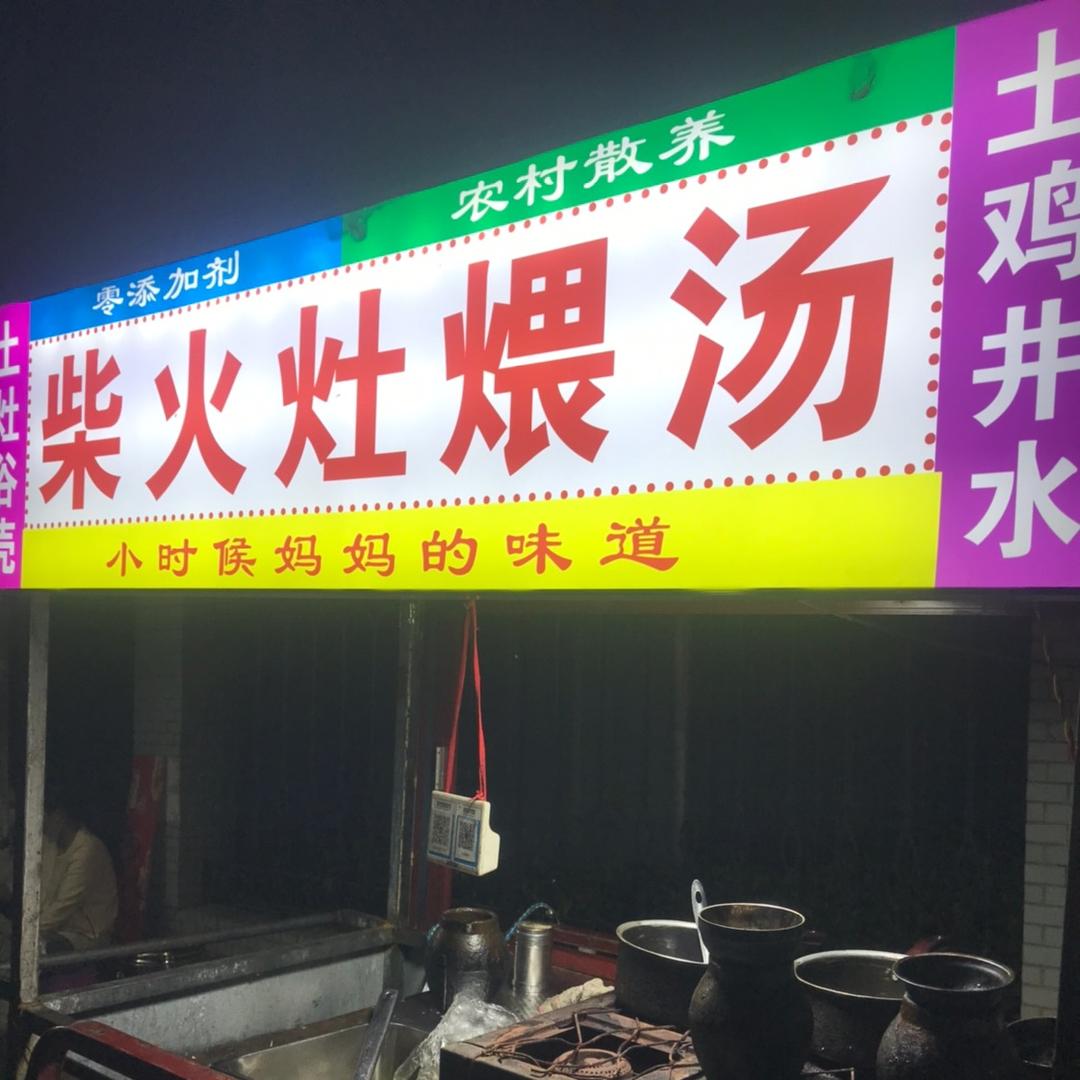 零添加剂
农村散养
柴火灶煨汤
小时候妈妈的味道
土鸡井水